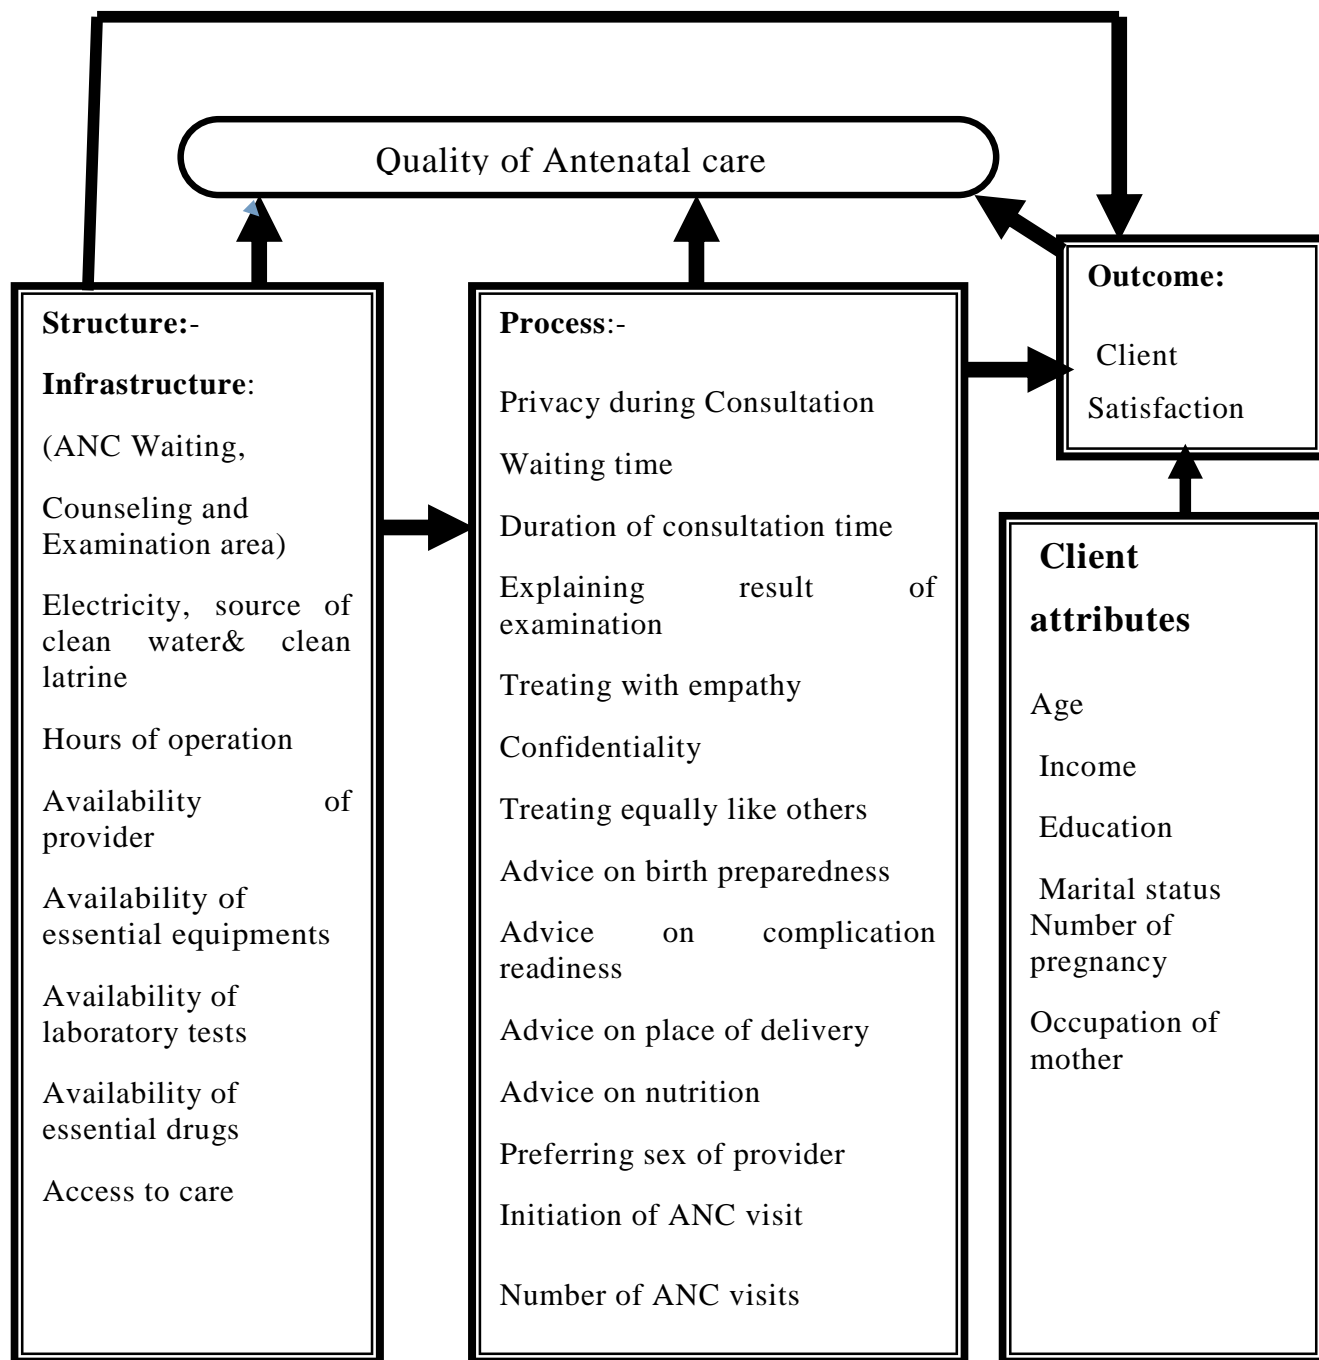 Quality of Antenatal care
Structure:-
Infrastructure:
(ANC Waiting,
Counseling and
Examination area)
Electricity, source of
clean water& clean
latrine
Hours of operation
Availability of
provider
Availability of
essential equipments
Availability of
laboratory tests
Availability of
essential drugs
Access to care
Process:-
Privacy during Consultation
Waiting time
Duration of consultation time
Explaining result of
examination
Treating with empathy
Confidentiality
Treating equally like others
Advice on birth preparedness
Advice on complication
readiness
Advice on place of delivery
Advice on nutrition
Preferring sex of provider
Initiation of ANC visit
Number of ANC visits
Outcome:
Client
Satisfaction
Client
attributes
Age
Income
Education
Marital status
Number of
pregnancy
Occupation of
mother